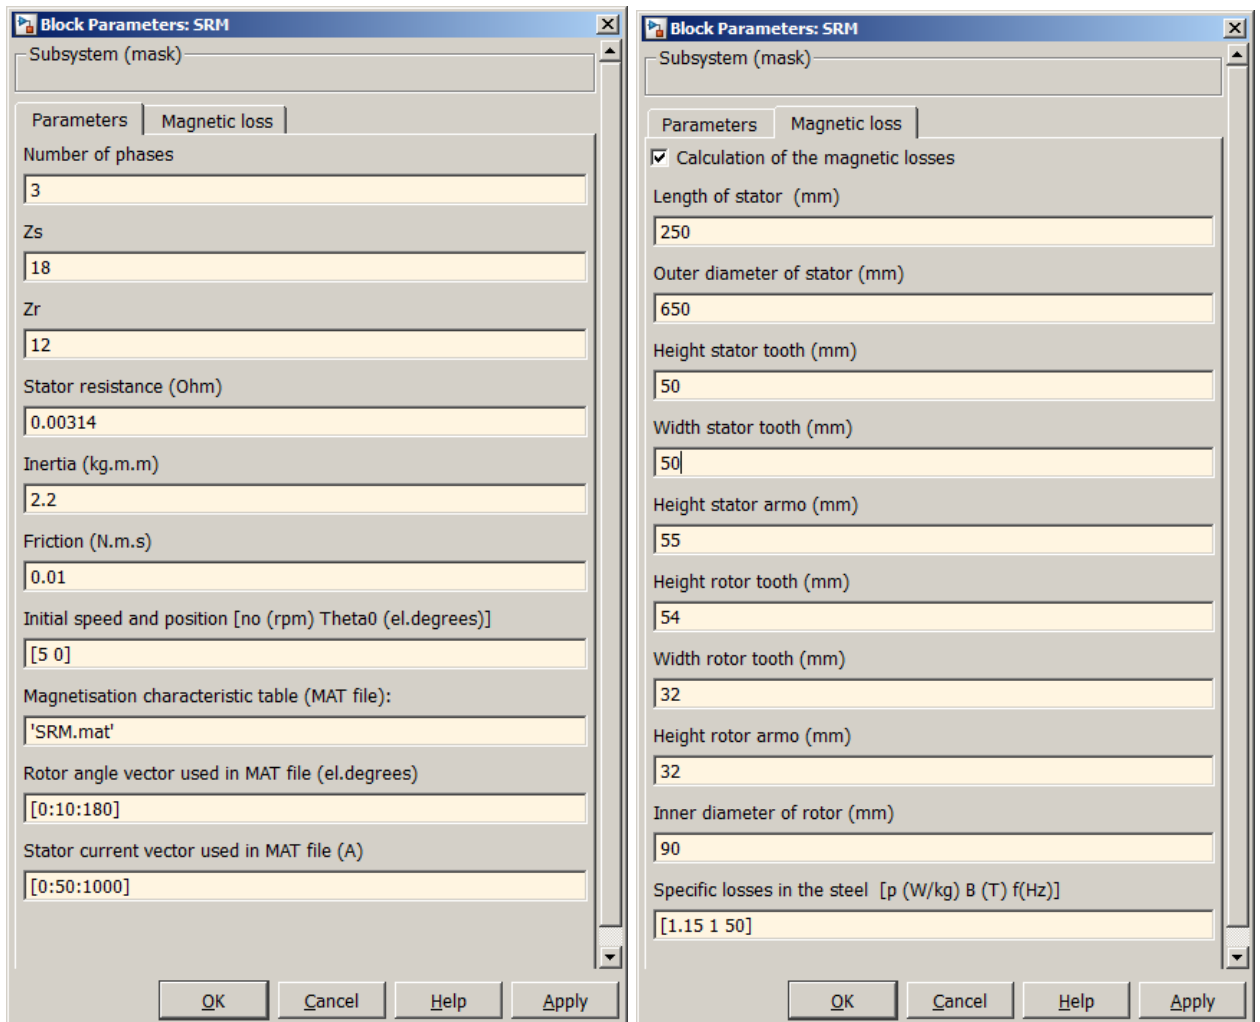 Block Parameters: SRM
Subsystem (mask)
Parameters
Magnetic loss
Number of phases
3
Zs
18
Zr
12
Stator resistance (Ohm)
0.00314
Inertia (kg.m.m)
2.2
Friction (N.m.s)
0.01
Initial speed and position [no (rpm) Theta0 (el.degrees)]
[5 0]
Magnetisation characteristic table (MAT file):
'SRM.mat'
Rotor angle vector used in MAT file (el.degrees)
[0:10:180]
Stator current vector used in MAT file (A)
[0:50:1000]
OK
Cancel
Help
Apply
Block Parameters: SRM
Subsystem (mask)
Parameters
Magnetic loss
Calculation of the magnetic losses
Length of stator (mm)
250
Outer diameter of stator (mm)
650
Height stator tooth (mm)
50
Width stator tooth (mm)
50
Height stator armo (mm)
55
Height rotor tooth (mm)
54
Width rotor tooth (mm)
32
Height rotor armo (mm)
32
Inner diameter of rotor (mm)
90
Specific losses in the steel [p (W/kg) B (T) f(Hz)]
[1.15 1 50]
OK
Cancel
Help
Apply